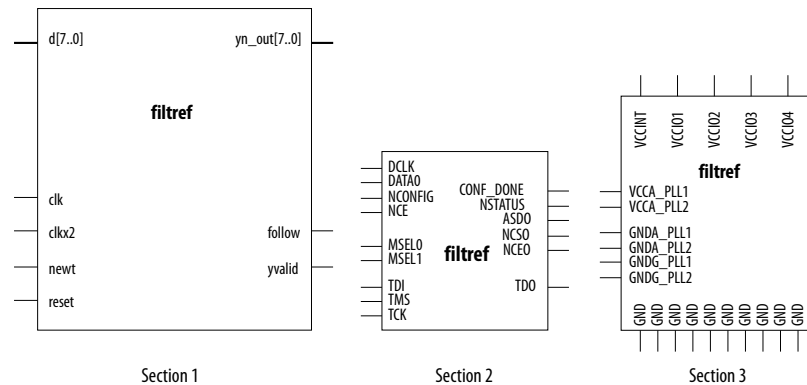 d[7..0] yn_out[7..0]
filtref
clk
clkx2 follow
newt yvalid
reset
Section 1
DCLK
DATA0
NCONFIG CONF_DONE
NCE NSTATUS
ASDO
MSEL0 NCSO
MSEL1 NCEO
filtref
TDI TDO
TMS
TCK
Section 2
VCCINT VCCIO1 VCCIO2 VCCIO3 VCCIO4
filtref
VCCA_PLL1
VCCA_PLL2
GNDA_PLL1
GNDA_PLL2
GNDG_PLL1
GNDG_PLL2
GND GND GND GND GND GND GND GND GND GND
Section 3